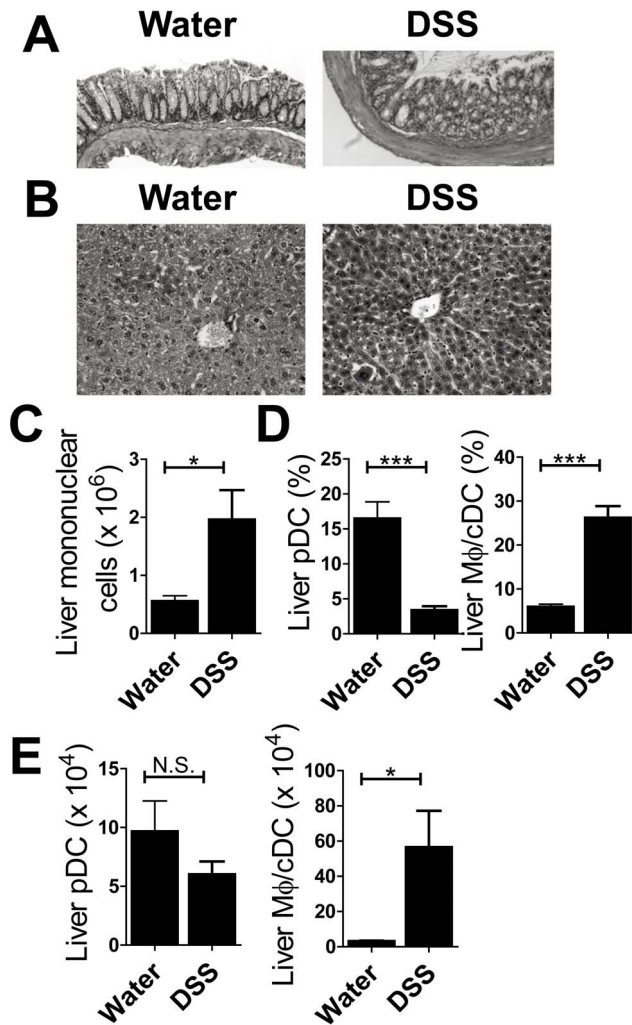 A
Water
DSS
B
Water
DSS
C
Liver mononuclear
cells (x 10⁶)
3
2
1
0
*
Water
DSS
D
Liver pDC (%)
25
20
15
10
5
0
***
Water
DSS
Liver Mϕ/cDC (%)
40
30
20
10
0
***
Water
DSS
E
Liver pDC (x 10⁴)
15
10
5
0
N.S.
Water
DSS
Liver Mϕ/cDC (x 10⁴)
100
80
60
40
20
0
*
Water
DSS